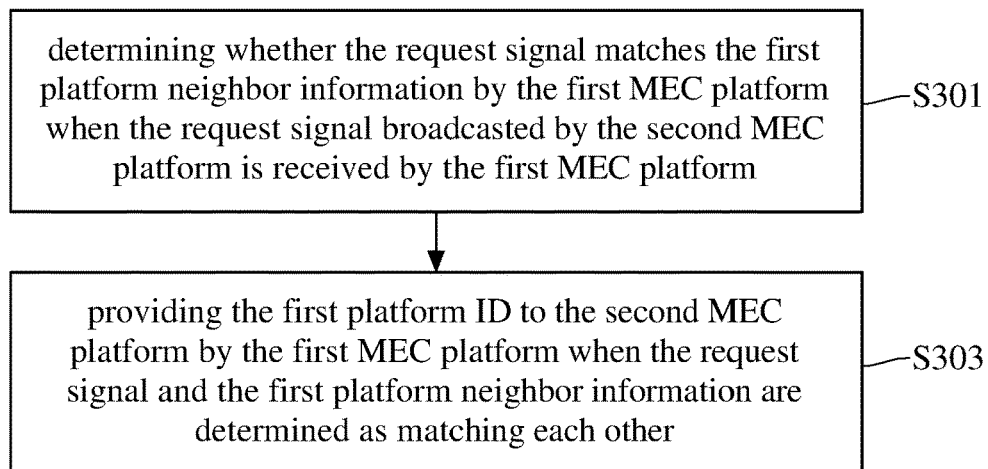 determining whether the request signal matches the first
platform neighbor information by the first MEC platform
when the request signal broadcasted by the second MEC
platform is received by the first MEC platform
S301
providing the first platform ID to the second MEC
platform by the first MEC platform when the request
signal and the first platform neighbor information are
determined as matching each other
S303